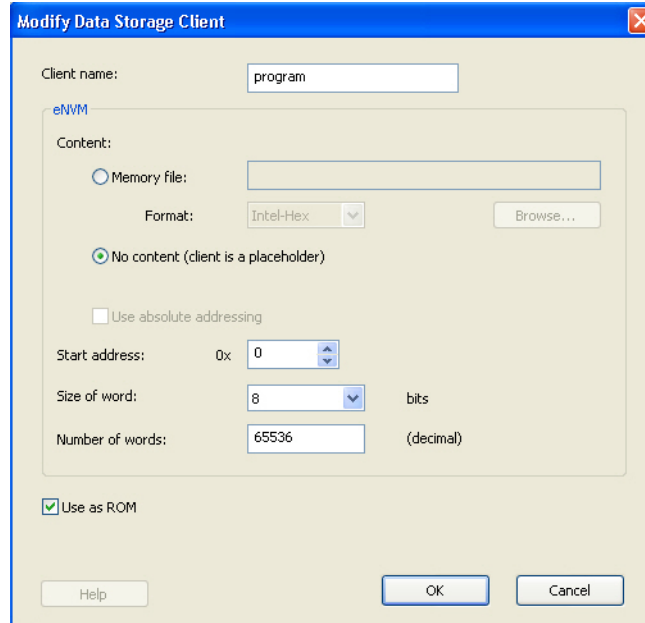 Modify Data Storage Client
Client name: program
eNVM
Content:
Memory file:
Format: Intel-Hex Browse...
No content (client is a placeholder)
Use absolute addressing
Start address: 0x 0
Size of word: 8 bits
Number of words: 65536 (decimal)
Use as ROM
Help OK Cancel